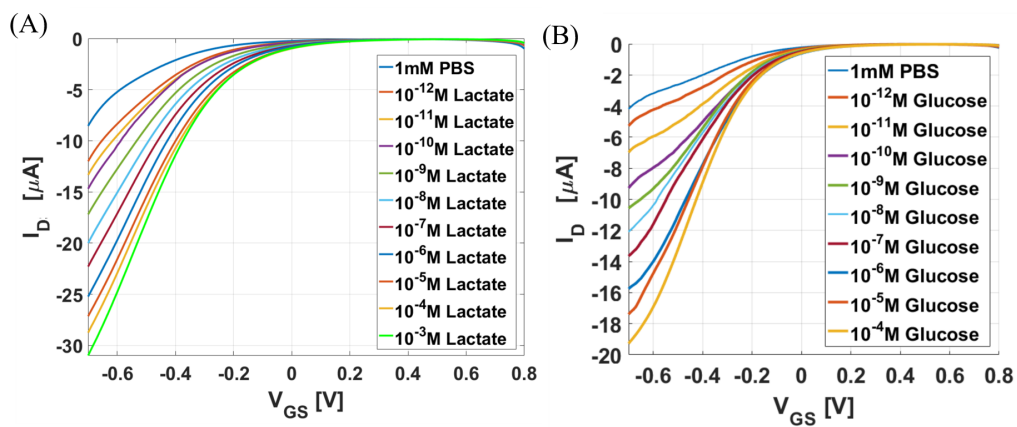 (A)
0
-5
-10
-15
-20
-25
-30
I_D [μA]
-0.6 -0.4 -0.2 0 0.2 0.4 0.6 0.8
V_GS [V]
1mM PBS
10^-12M Lactate
10^-11M Lactate
10^-10M Lactate
10^-9M Lactate
10^-8M Lactate
10^-7M Lactate
10^-6M Lactate
10^-5M Lactate
10^-4M Lactate
10^-3M Lactate
(B)
0
-2
-4
-6
-8
-10
-12
-14
-16
-18
-20
I_D [μA]
-0.6 -0.4 -0.2 0 0.2 0.4 0.6 0.8
V_GS [V]
1mM PBS
10^-12M Glucose
10^-11M Glucose
10^-10M Glucose
10^-9M Glucose
10^-8M Glucose
10^-7M Glucose
10^-6M Glucose
10^-5M Glucose
10^-4M Glucose